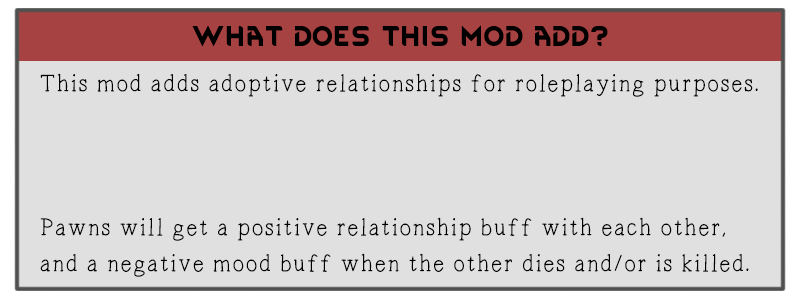 WHAT DOES THIS MOD ADD?
This mod adds adoptive relationships for roleplaying purposes.
Pawns will get a positive relationship buff with each other,
and a negative mood buff when the other dies and/or is killed.